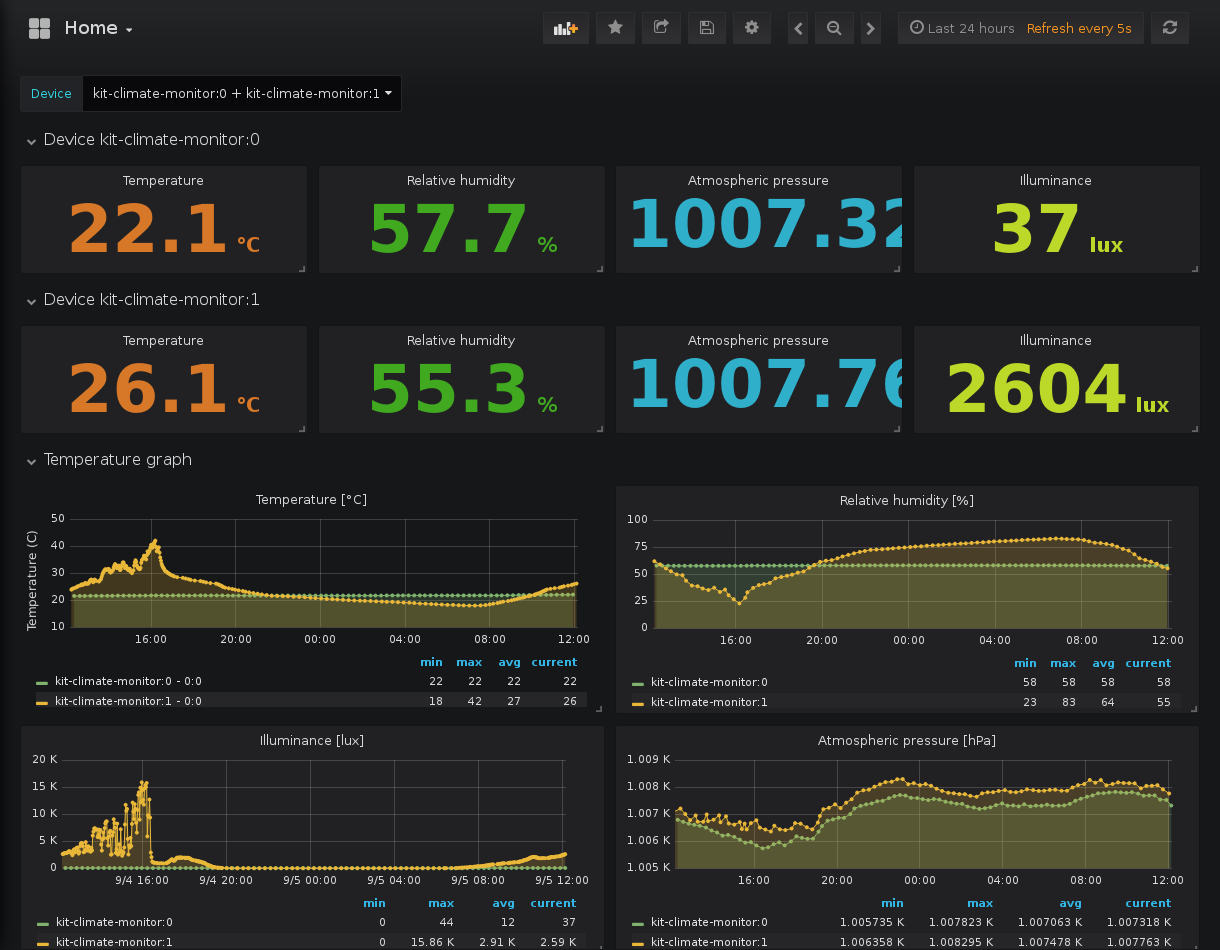 Home
Last 24 hours Refresh every 5s
Device kit-climate-monitor:0 + kit-climate-monitor:1
Device kit-climate-monitor:0
Temperature Relative humidity Atmospheric pressure Illuminance
22.1 °C 57.7 % 1007.32 37 lux
Device kit-climate-monitor:1
Temperature Relative humidity Atmospheric pressure Illuminance
26.1 °C 55.3 % 1007.76 2604 lux
Temperature graph
Temperature [°C]
Temperature (C)
50
40
30
20
10
16:00 20:00 00:00 04:00 08:00 12:00
min max avg current
kit-climate-monitor:0 - 0:0 22 22 22 22
kit-climate-monitor:1 - 0:0 18 42 27 26
Relative humidity [%]
100
75
50
25
0
16:00 20:00 00:00 04:00 08:00 12:00
min max avg current
kit-climate-monitor:0 58 58 58 58
kit-climate-monitor:1 23 83 64 55
Illuminance [lux]
20 K
15 K
10 K
5 K
0
9/4 16:00 9/4 20:00 9/5 00:00 9/5 04:00 9/5 08:00 9/5 12:00
min max avg current
kit-climate-monitor:0 0 44 12 37
kit-climate-monitor:1 0 15.86 K 2.91 K 2.59 K
Atmospheric pressure [hPa]
1.009 K
1.008 K
1.007 K
1.006 K
1.005 K
16:00 20:00 00:00 04:00 08:00 12:00
min max avg current
kit-climate-monitor:0 1.005735 K 1.007823 K 1.007063 K 1.007318 K
kit-climate-monitor:1 1.006358 K 1.008295 K 1.007478 K 1.007763 K